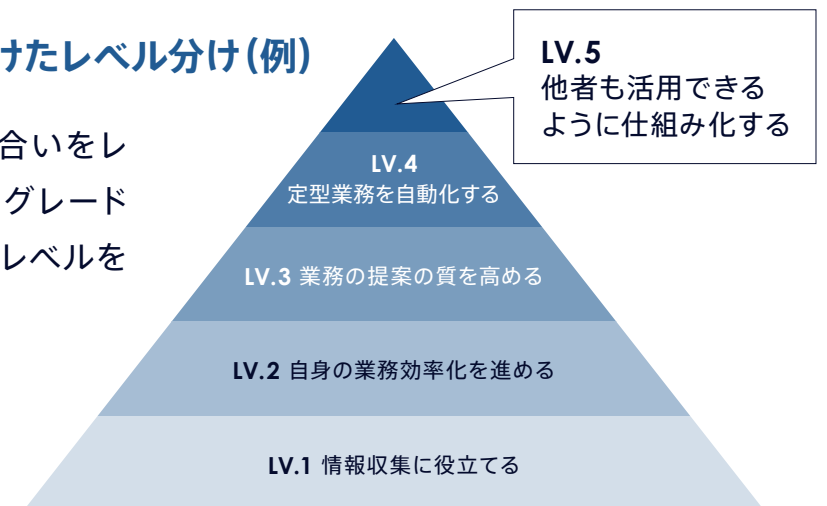 けたレベル分け(例)
合いをレ
グレード
レベルを
LV.5
他者も活用できる
ように仕組み化する
LV.4
定型業務を自動化する
LV.3 業務の提案の質を高める
LV.2 自身の業務効率化を進める
LV.1 情報収集に役立てる